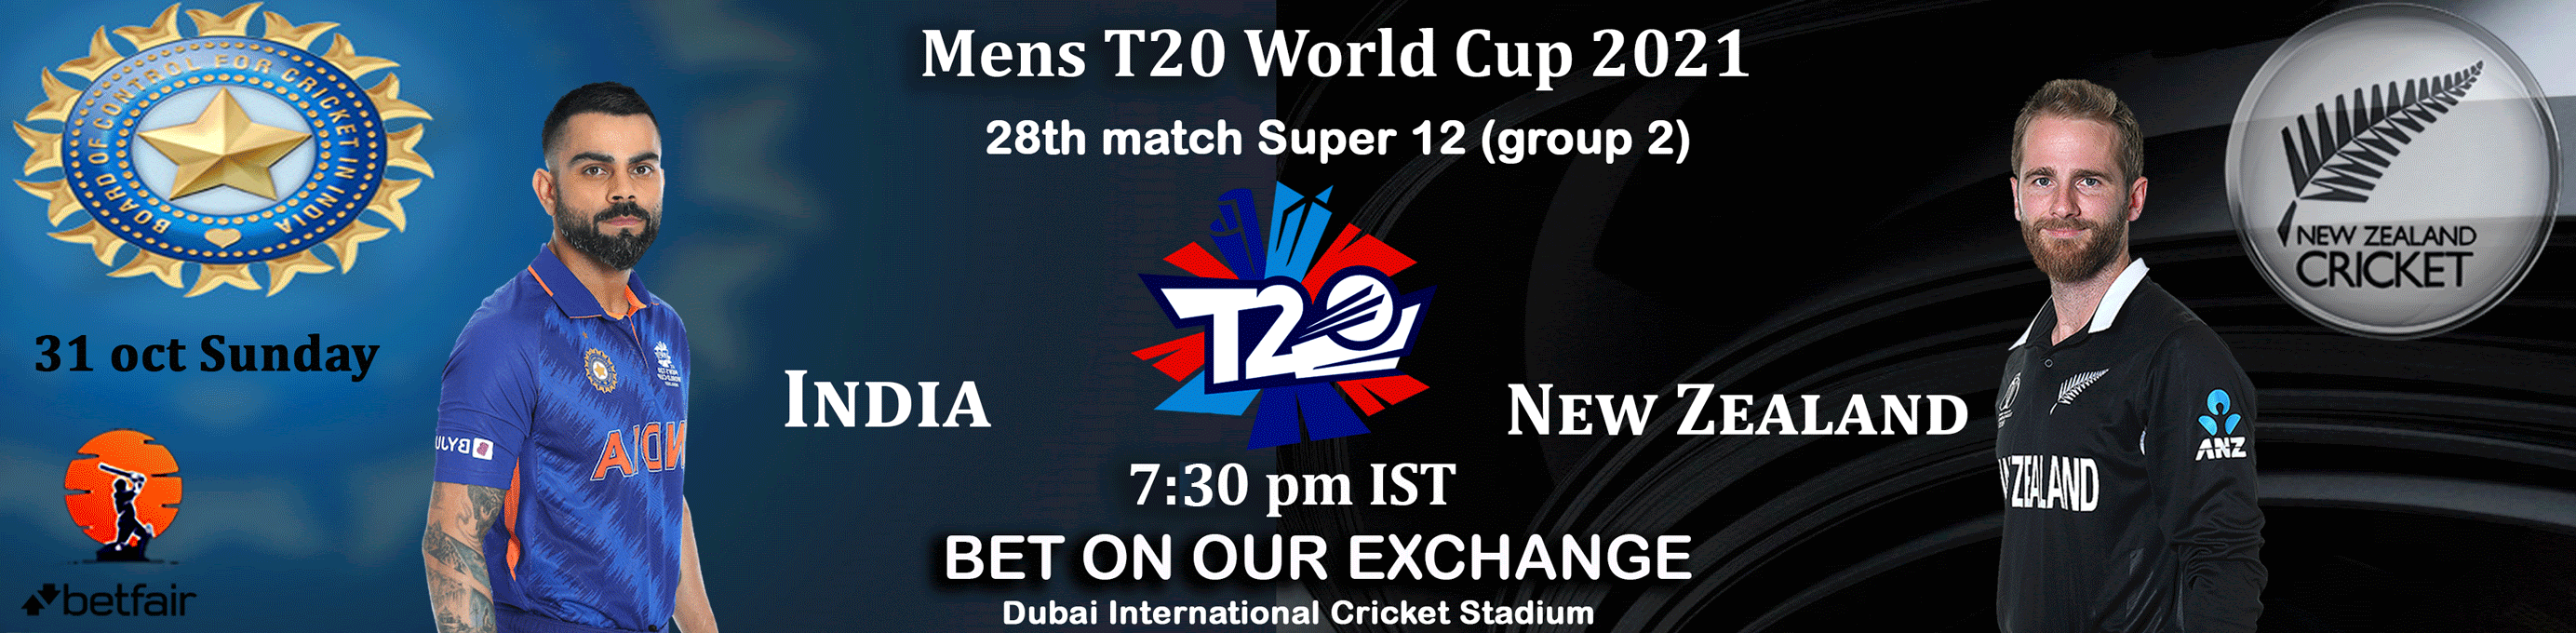 BOARD OF CONTROL FOR CRICKET IN INDIA
31 oct Sunday
betfair
BYJU
INDIA
Mens T20 World Cup 2021
28th match Super 12 (group 2)
T20
INDIA
NEW ZEALAND
7:30 pm IST
BET ON OUR EXCHANGE
Dubai International Cricket Stadium
NEW ZEALAND
CRICKET
ZEALAND
ANZ